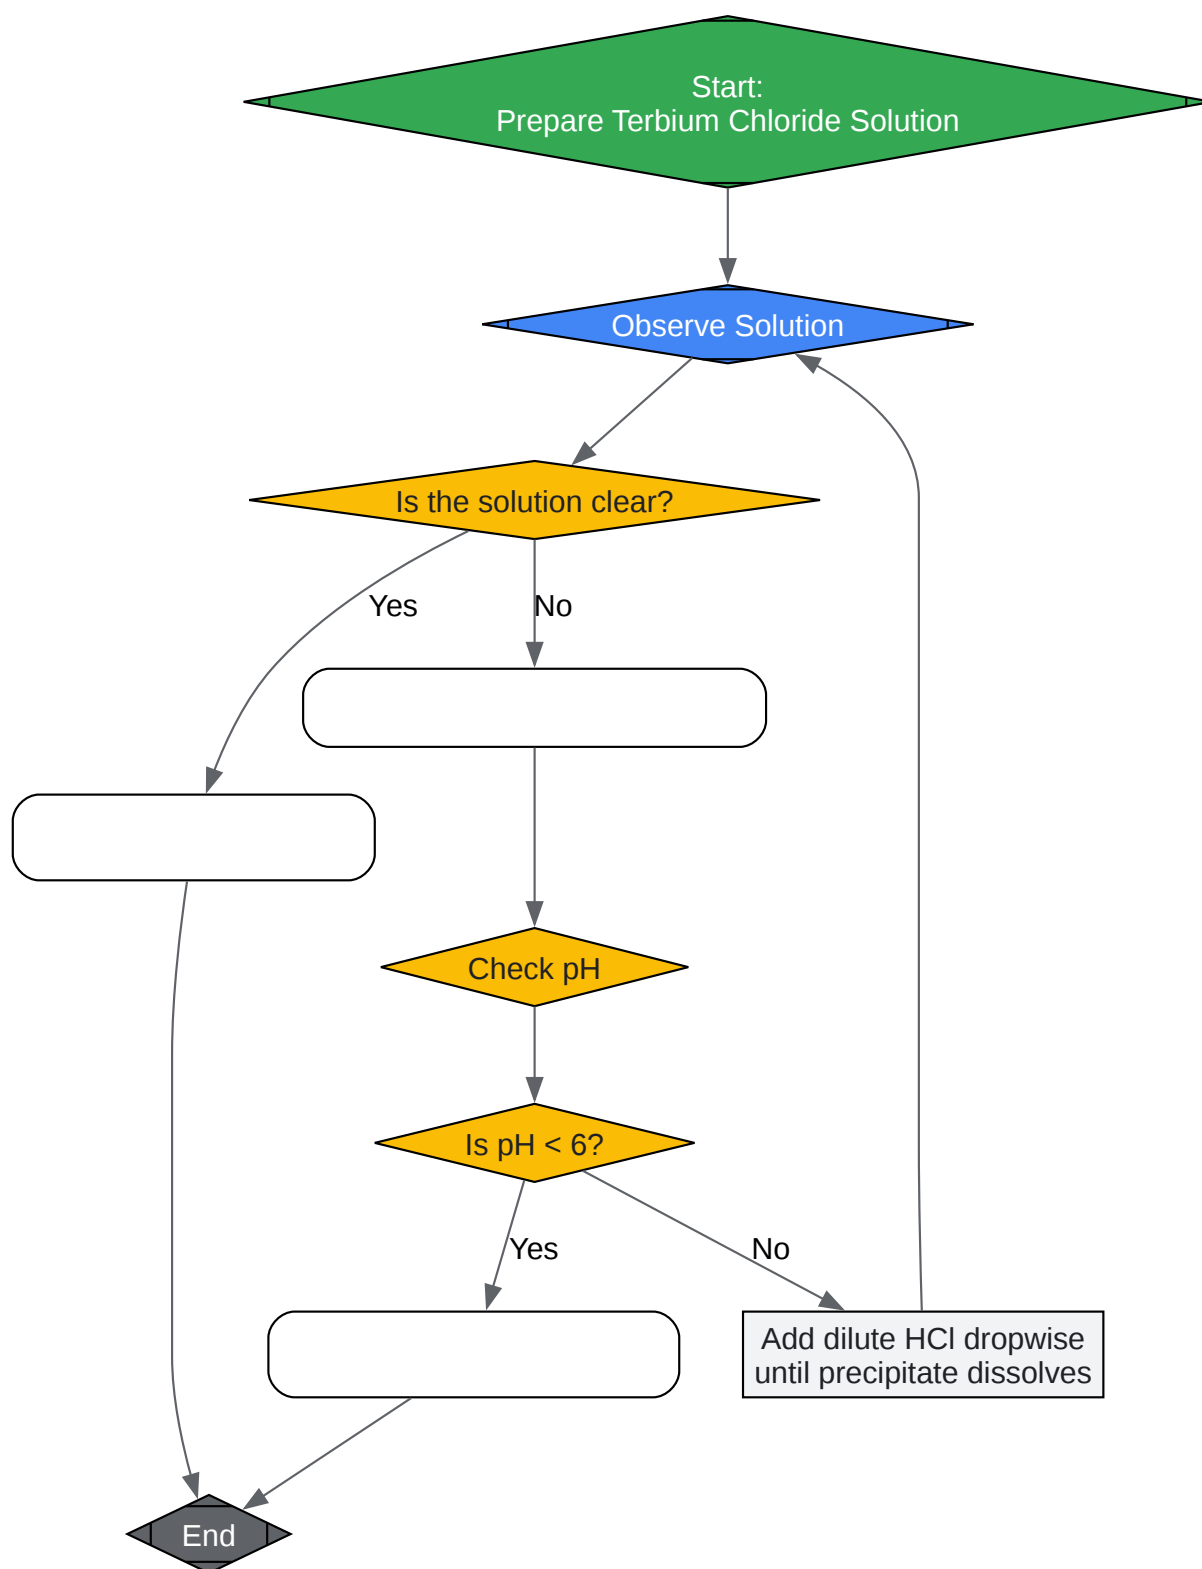 Start:
Prepare Terbium Chloride Solution
Observe Solution
Is the solution clear?
Yes
No
Check pH
Is pH < 6?
Yes
No
Add dilute HCl dropwise
until precipitate dissolves
End